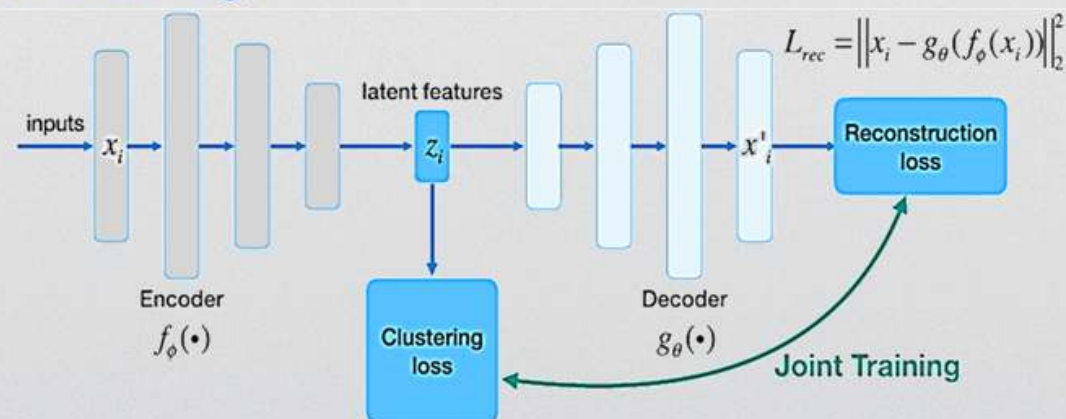 L_rec = ||x_i − g_θ(f_ϕ(x_i))||_2^2
latent features
inputs
x_i
z_i
x'_i
Reconstruction
loss
Encoder
f_ϕ(•)
Clustering
loss
Decoder
g_θ(•)
Joint Training